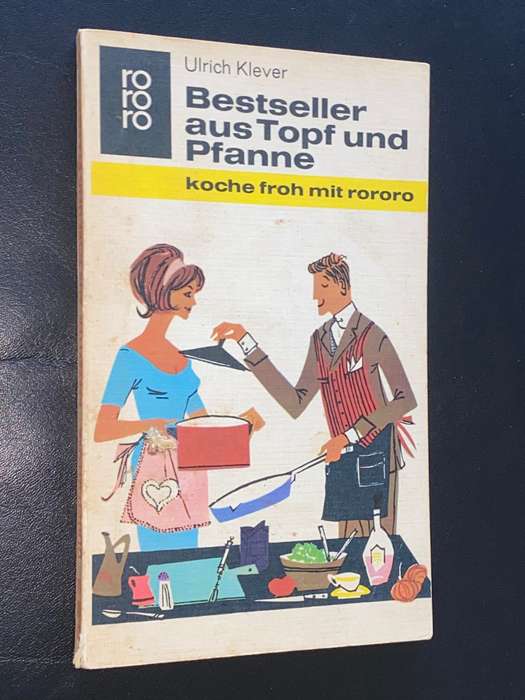 ro
ro
ro
Ulrich Klever
Bestseller
aus Topf und
Pfanne
koche froh mit rororo